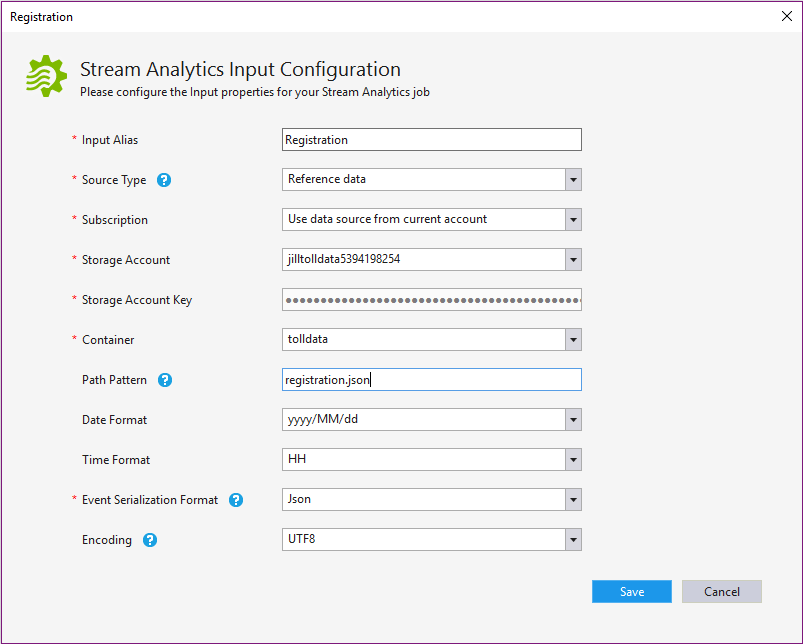 Registration
Stream Analytics Input Configuration
Please configure the Input properties for your Stream Analytics job
* Input Alias Registration
* Source Type ? Reference data
* Subscription Use data source from current account
* Storage Account jilltolldata5394198254
* Storage Account Key ●●●●●●●●●●●●●●●●●●●●●●●●●●●●●●●●●●●●●●●●●●
* Container tolldata
Path Pattern ? registration.json
Date Format yyyy/MM/dd
Time Format HH
* Event Serialization Format ? Json
Encoding ? UTF8
Save Cancel